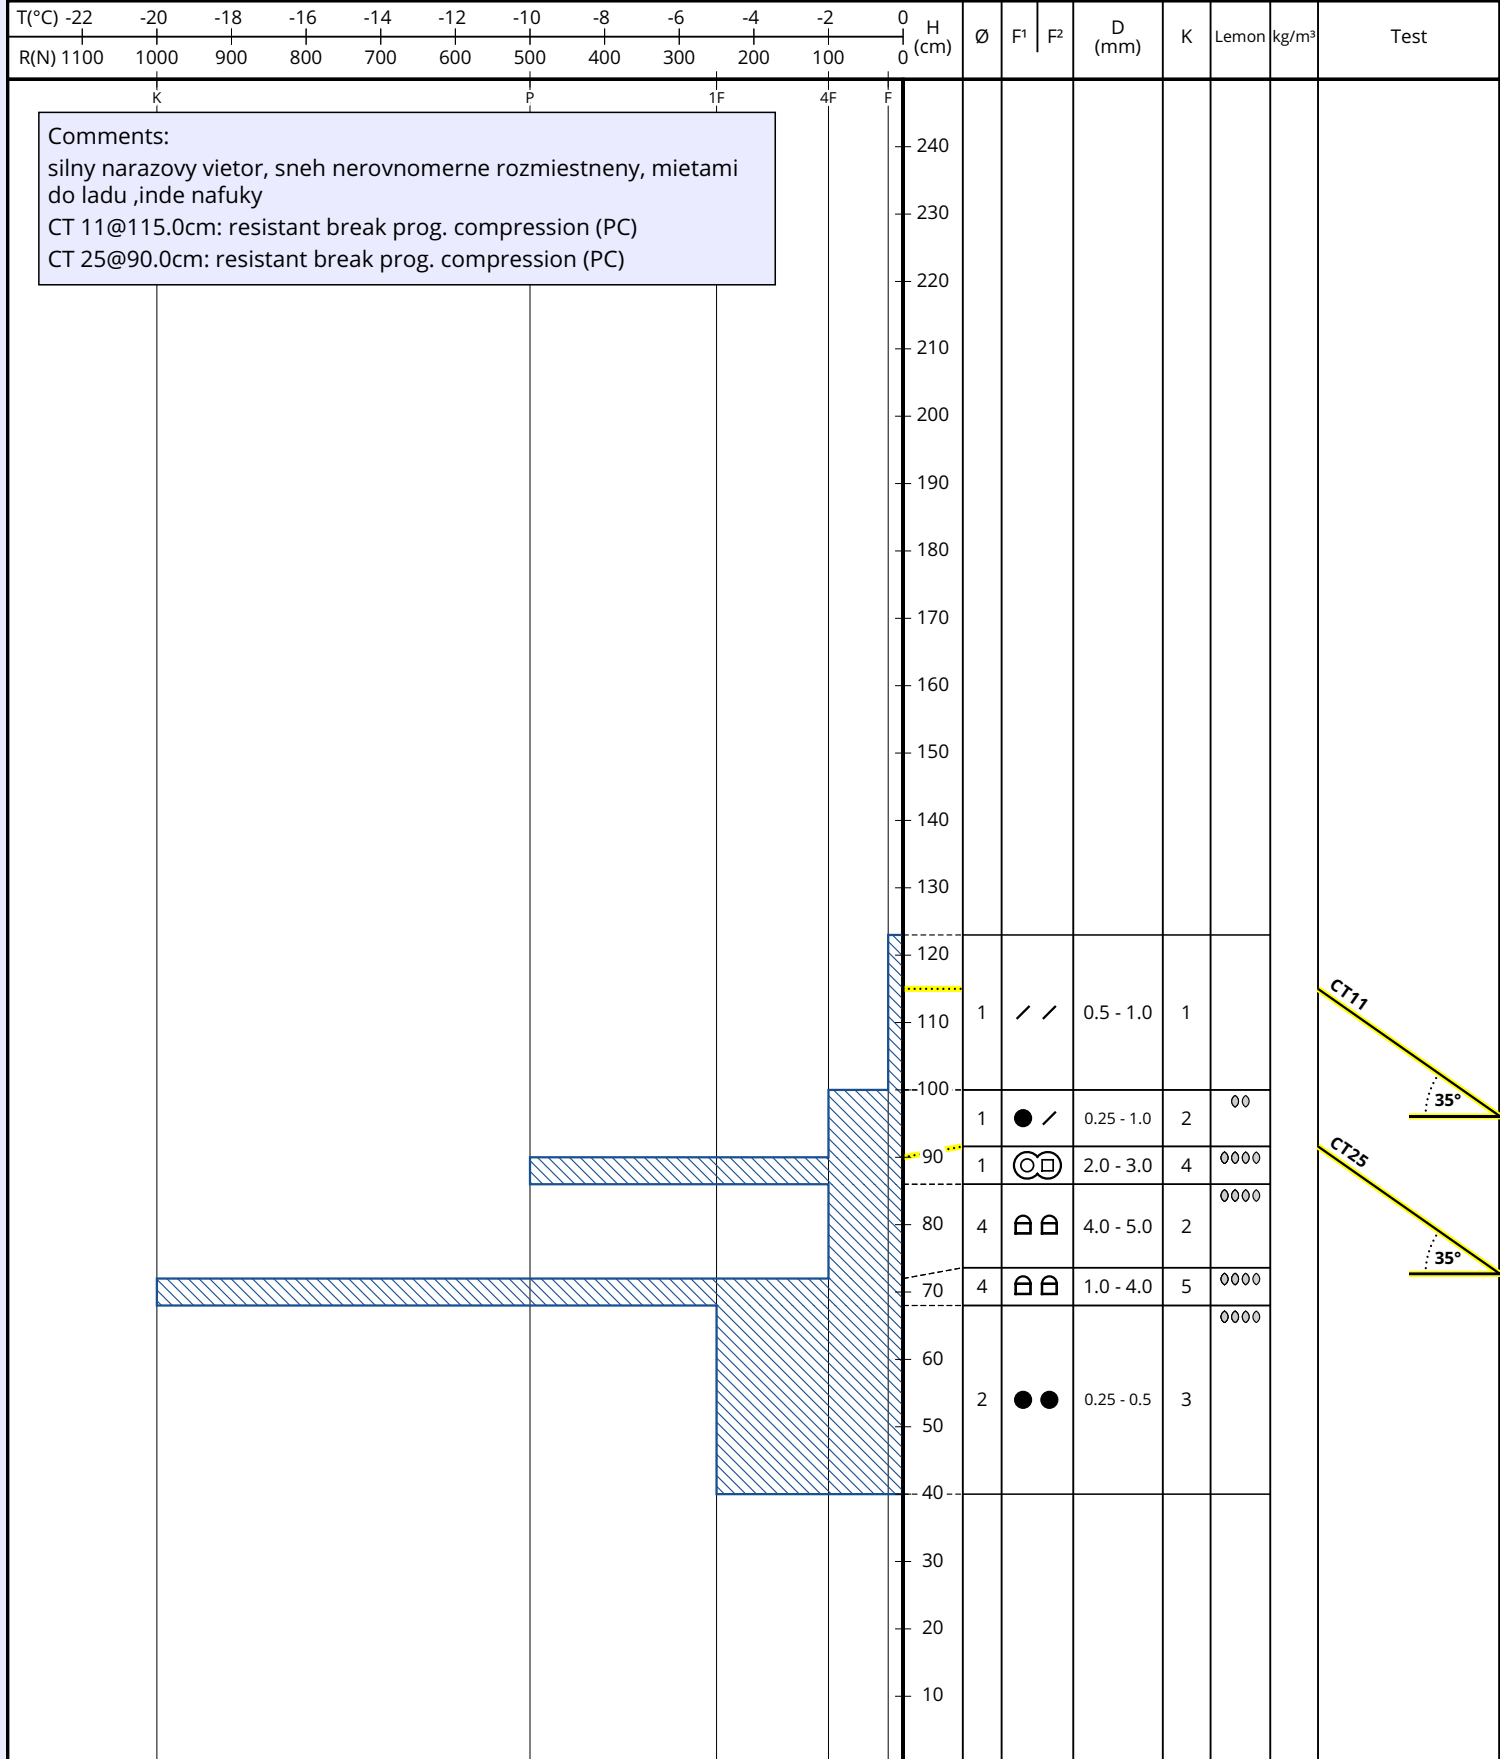 T(°C) -22 -20 -18 -16 -14 -12 -10 -8 -6 -4 -2 0
R(N) 1100 1000 900 800 700 600 500 400 300 200 100 0
H (cm) Ø F¹ F² D (mm) K Lemon kg/m³ Test
K P 1F 4F F
Comments:
silny narazovy vietor, sneh nerovnomerne rozmiestneny, mietami
do ladu ,inde nafuky
CT 11@115.0cm: resistant break prog. compression (PC)
CT 25@90.0cm: resistant break prog. compression (PC)
240
230
220
210
200
190
180
170
160
150
140
130
120
CT11
1 0.5 - 1.0 1
110
100
35°
1 0.25 - 1.0 2
CT25
90
1 2.0 - 3.0 4
80
4 4.0 - 5.0 2
35°
70
4 1.0 - 4.0 5
60
2 0.25 - 0.5 3
50
40
30
20
10